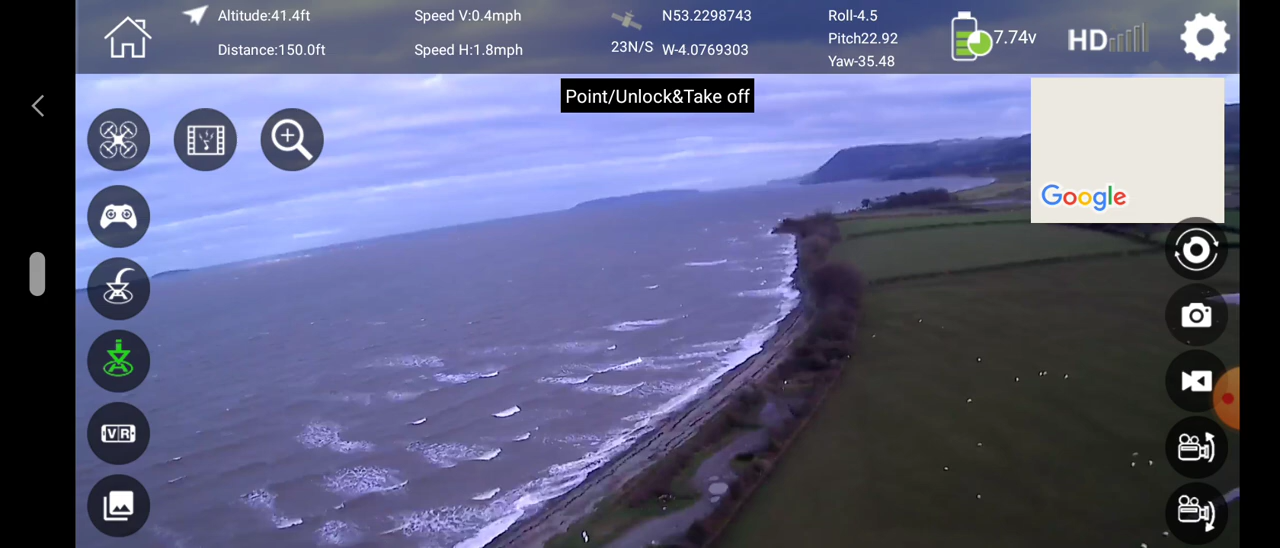 Altitude:41.4ft
Speed V:0.4mph
N53.2298743
Roll-4.5
Distance:150.0ft
Speed H:1.8mph
23N/S
W-4.0769303
Pitch22.92
Yaw-35.48
7.74v
HD
Point/Unlock&Take off
Google
VR